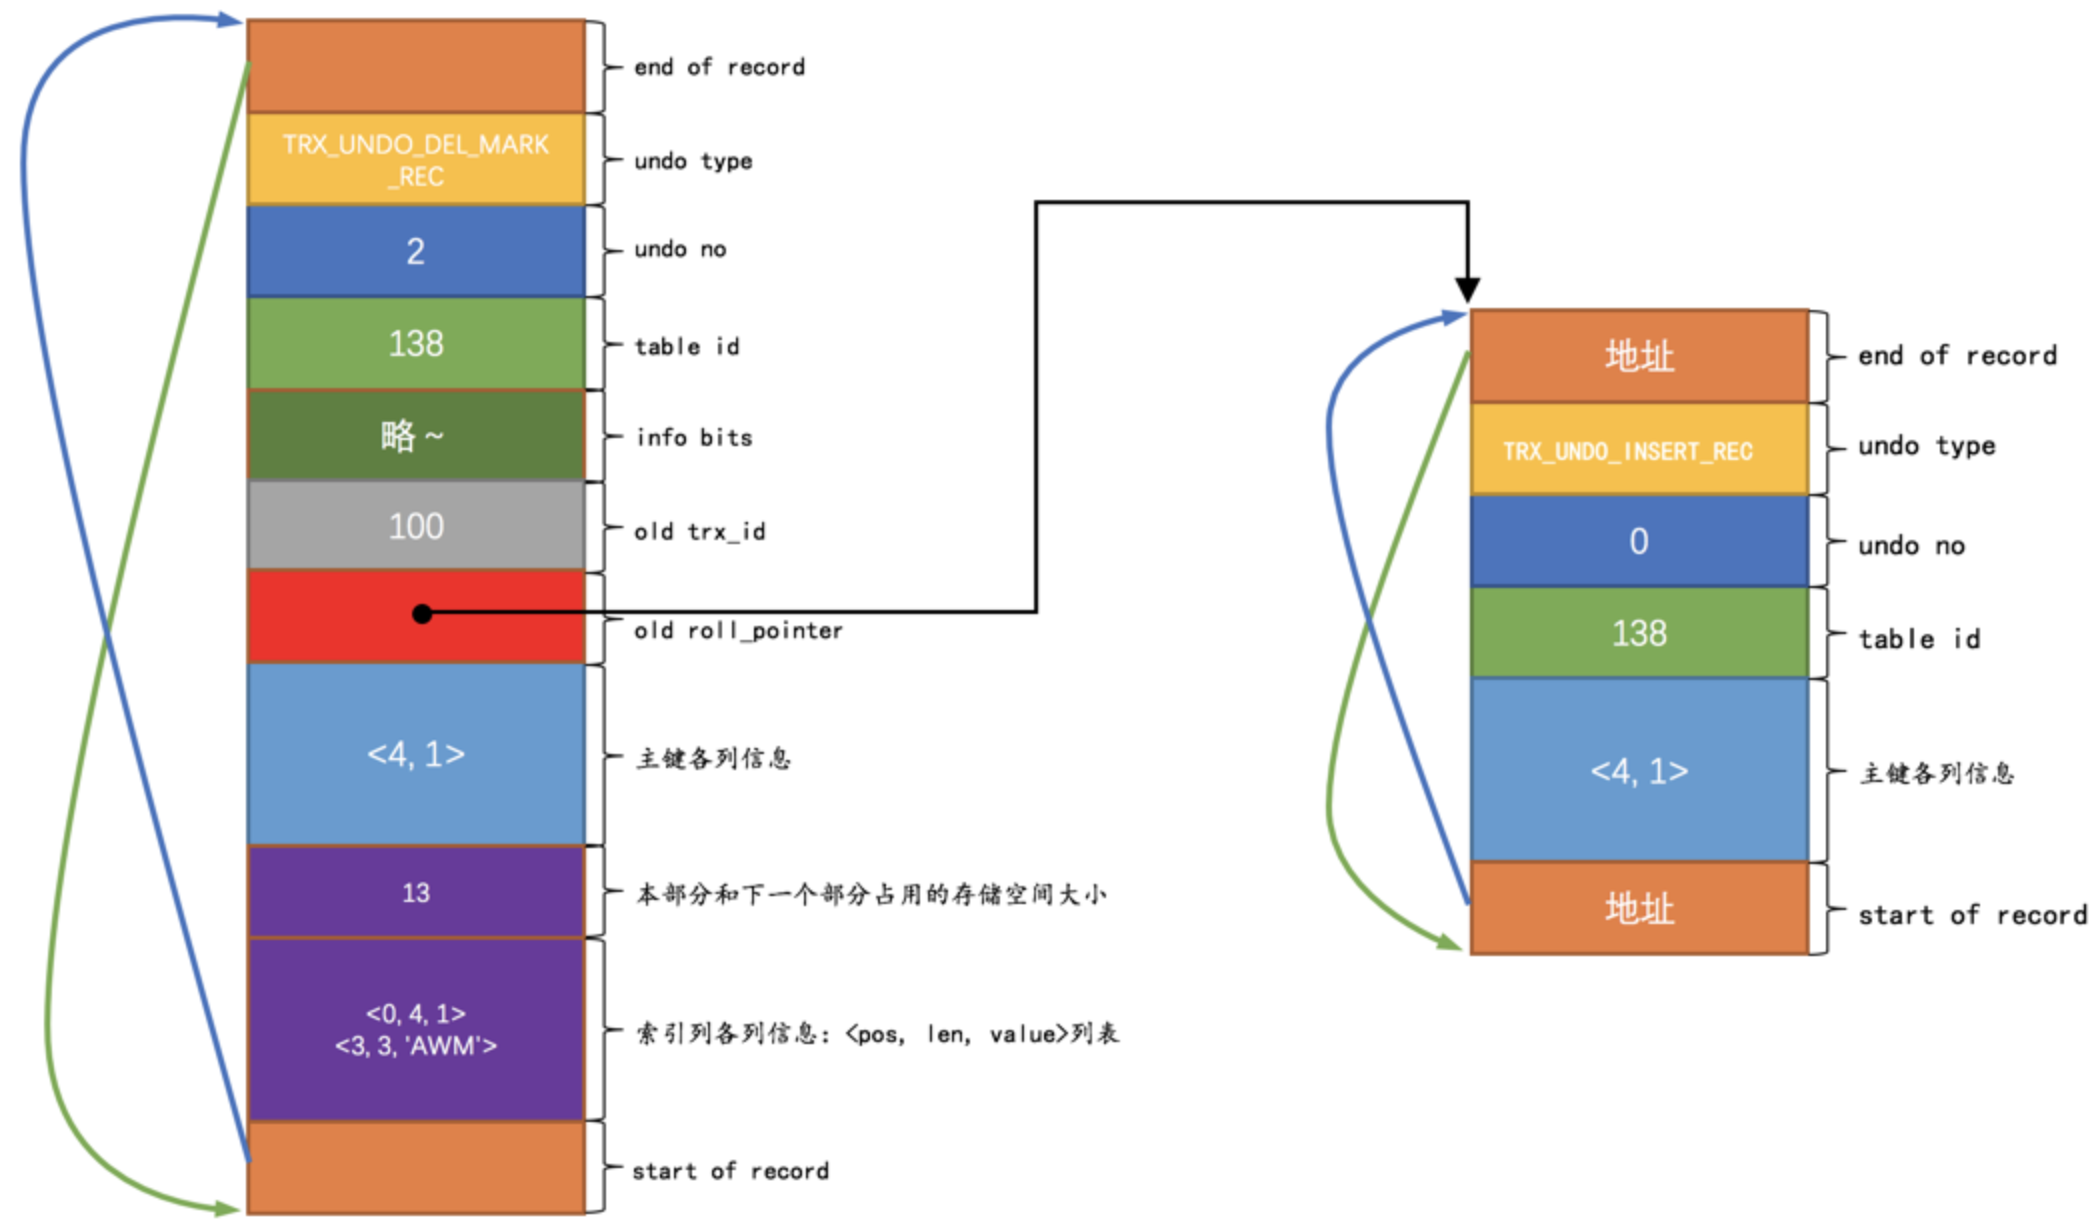 end of record
TRX_UNDO_DEL_MARK
_REC
undo type
2
undo no
138
table id
略~
info bits
100
old trx_id
old roll_pointer
<4, 1>
主键各列信息
13
本部分和下一个部分占用的存储空间大小
<0, 4, 1>
<3, 3, 'AWM'>
索引列各列信息：<pos, len, value>列表
start of record
地址
end of record
TRX_UNDO_INSERT_REC
undo type
0
undo no
138
table id
<4, 1>
主键各列信息
地址
start of record